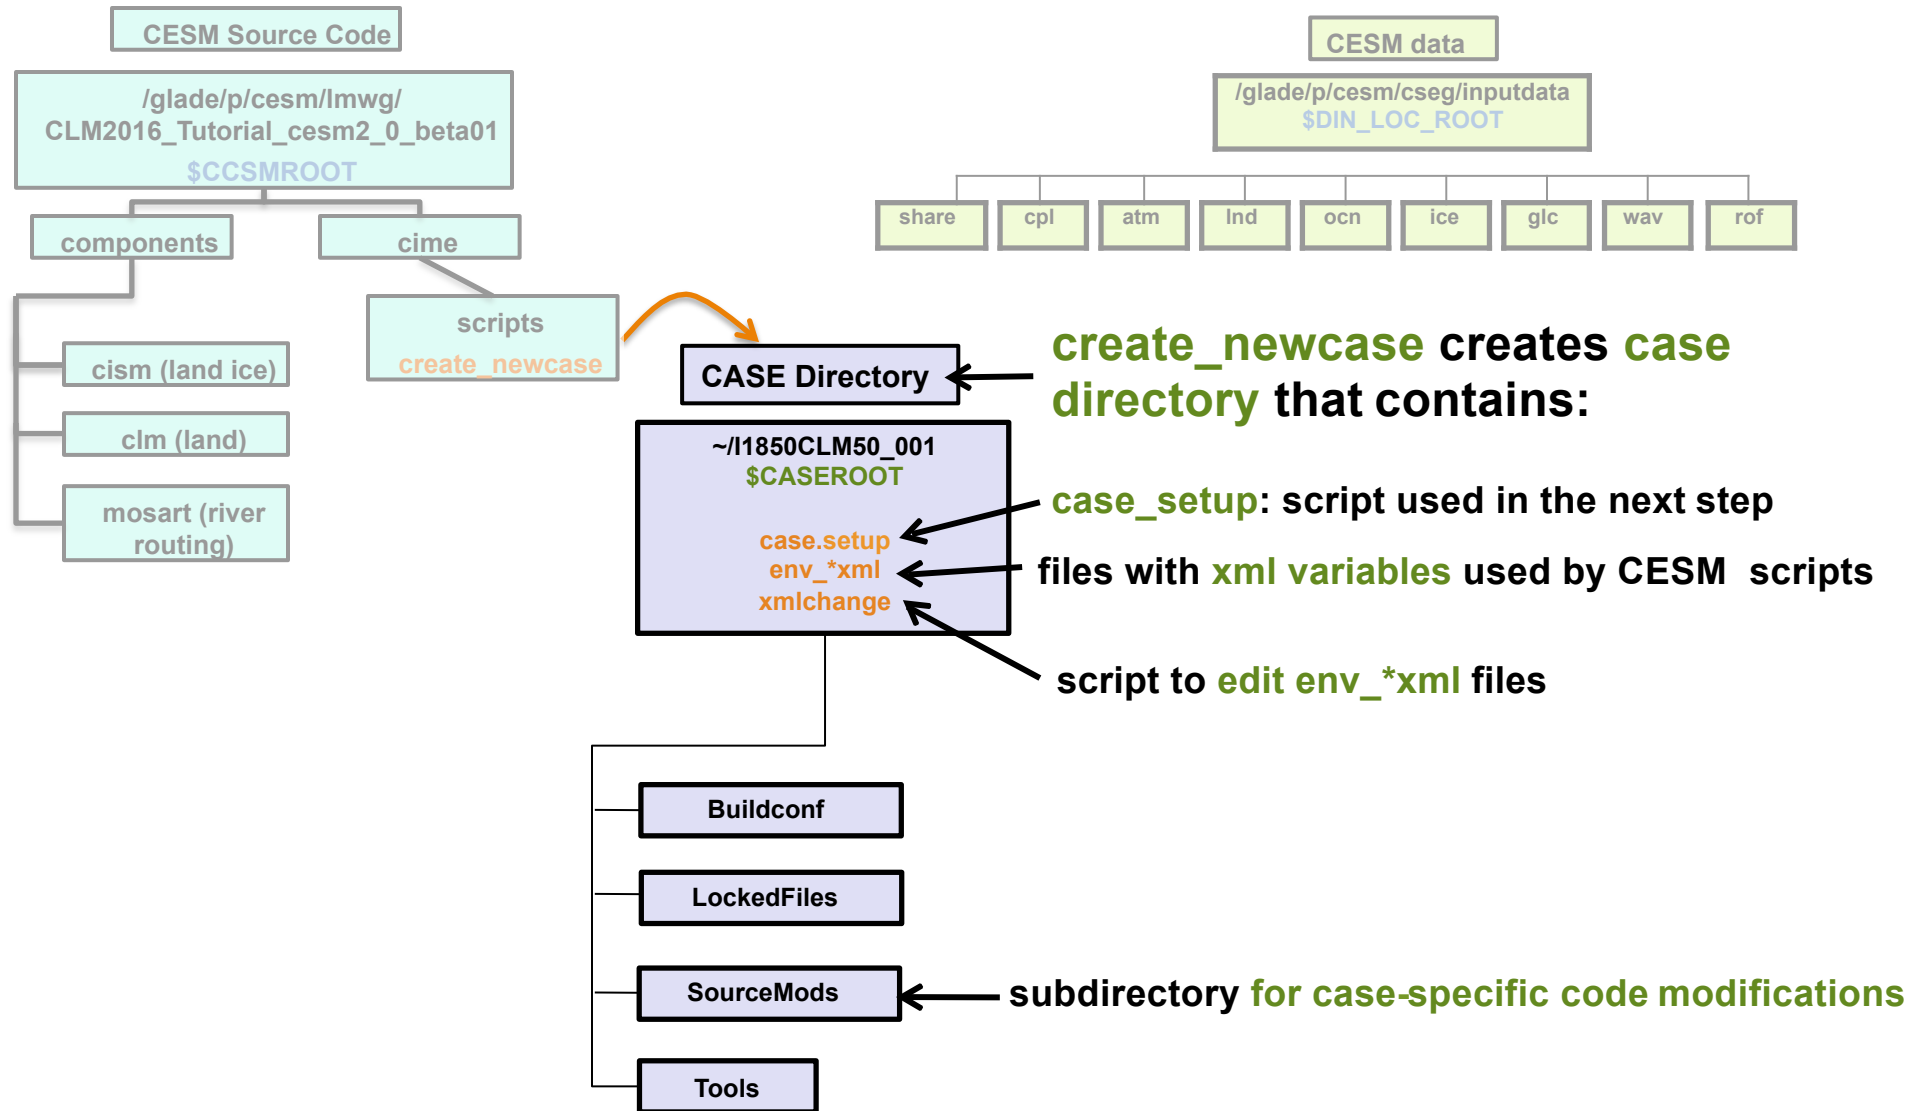 CESM Source Code
/glade/p/cesm/lmwg/
CLM2016_Tutorial_cesm2_0_beta01
$CCSMROOT
components
cime
cism (land ice)
clm (land)
mosart (river
routing)
scripts
create_newcase
CESM data
/glade/p/cesm/cseg/inputdata
$DIN_LOC_ROOT
share
cpl
atm
lnd
ocn
ice
glc
wav
rof
CASE Directory
create_newcase creates case
directory that contains:
~/I1850CLM50_001
$CASEROOT
case.setup
env_*xml
xmlchange
case_setup: script used in the next step
files with xml variables used by CESM scripts
script to edit env_*xml files
Buildconf
LockedFiles
SourceMods
subdirectory for case-specific code modifications
Tools